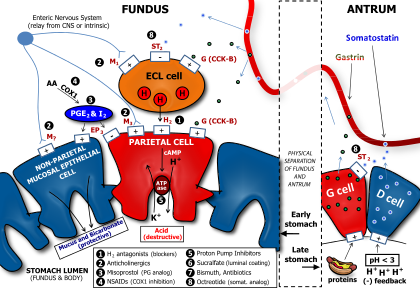 Enteric Nervous System
(relay from CNS or intrinsic)
FUNDUS
ANTRUM
Somatostatin
Gastrin
8
ST2
2
M3
G (CCK-B)
ECL cell
H H H
4
AA COX1
3
PGE2 & I2
EP3
2
M3
H2 1
G (CCK-B)
2
M3
PARIETAL CELL
cAMP
H+
ATP
ase
5
K+
Acid
(destructive)
NON-PARIETAL
MUCOSAL EPITHELIAL
CELL
Mucus and Bicarbonate
(protective)
PHYSICAL
SEPARATION
OF FUNDUS
AND
ANTRUM
8
ST2
G cell
D cell
Early
stomach
Late
stomach
proteins
pH < 3
H+ H+ H+
(-) feedback
STOMACH LUMEN
(FUNDUS & BODY)
1 H2 antagonists (blockers)
2 Anticholinergics
3 Misoprostol (PG analog)
4 NSAIDs (COX1 inhibition)
5 Proton Pump Inhibitors
6 Sucralfate (luminal coating)
7 Bismuth, Antibiotics
8 Octreotide (somat. analog)